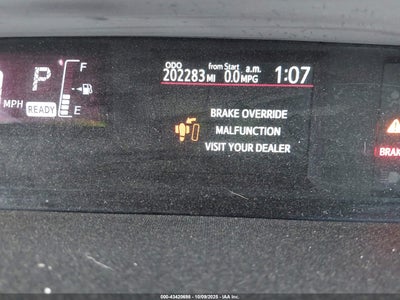 ODO from Start a.m.
202283 MI 0.0 MPG 1:07
F
P
MPH READY
E
BRAKE OVERRIDE
MALFUNCTION
VISIT YOUR DEALER
BRAK
000-43420686 - 10/09/2025 - IAA Inc.